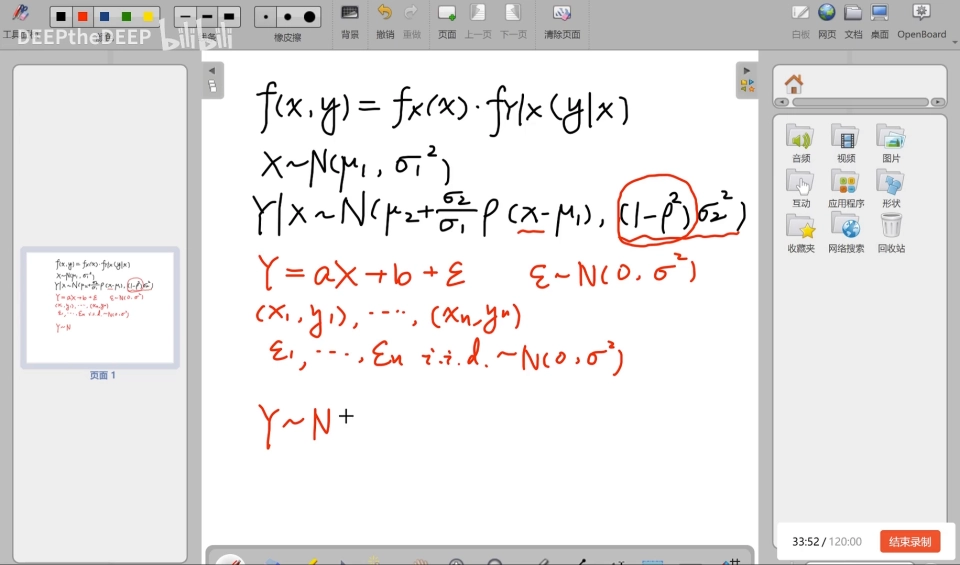 DEEPtheDEEP bilibili
橡皮擦
背景
撤销
重做
页面
上一页
下一页
清除页面
白板
网页
文档
桌面
OpenBoard
f(x,y) = fX(x)·fY|X(y|x)
X~N(μ1, σ1²)
Y|X ~ N(μ2+σ2/σ1 ρ(x-μ1), (1-ρ²)σ2²)
Y = aX+b+ε ε~N(0,σ²)
(x1,y1), ····, (xn,yn)
ε1, ···, εn i.i.d. ~N(0,σ²)
Y~N
页面 1
音频 视频 图片
互动 应用程序 形状
收藏夹 网络搜索 回收站
33:52 / 120:00 结束录制